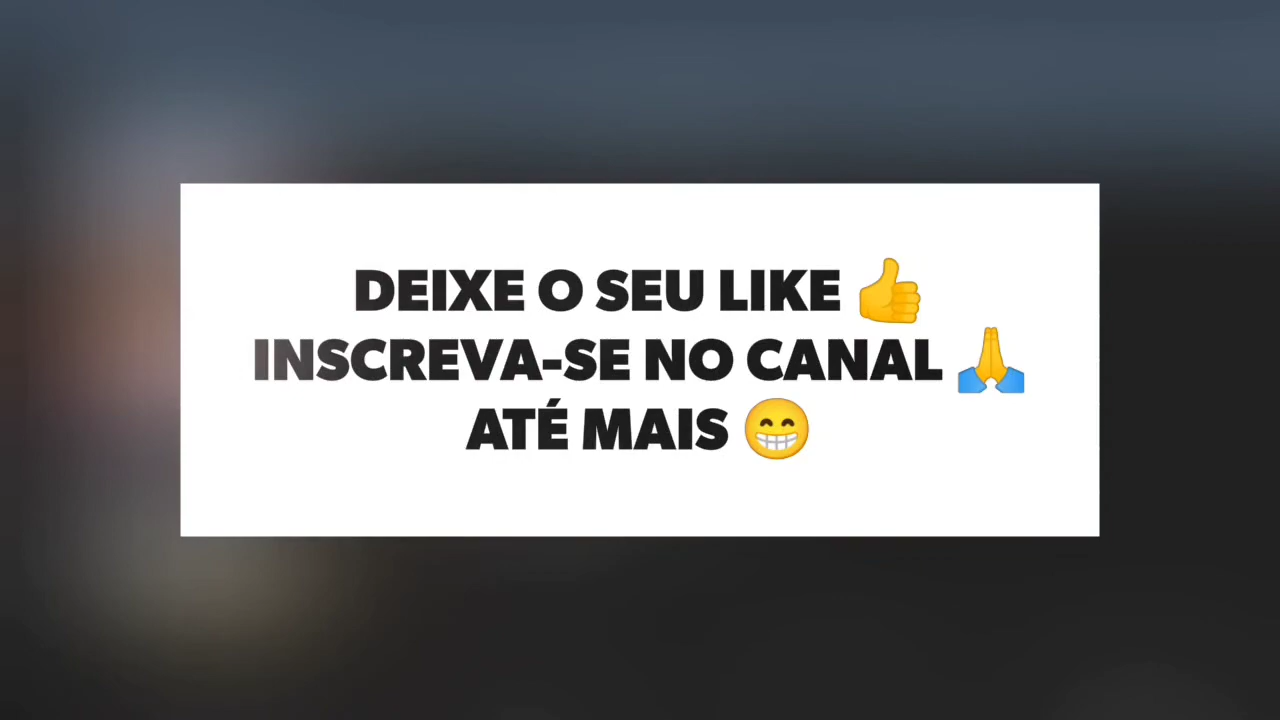 DEIXE O SEU LIKE 👍
INSCREVA-SE NO CANAL 🙏
ATÉ MAIS 😁